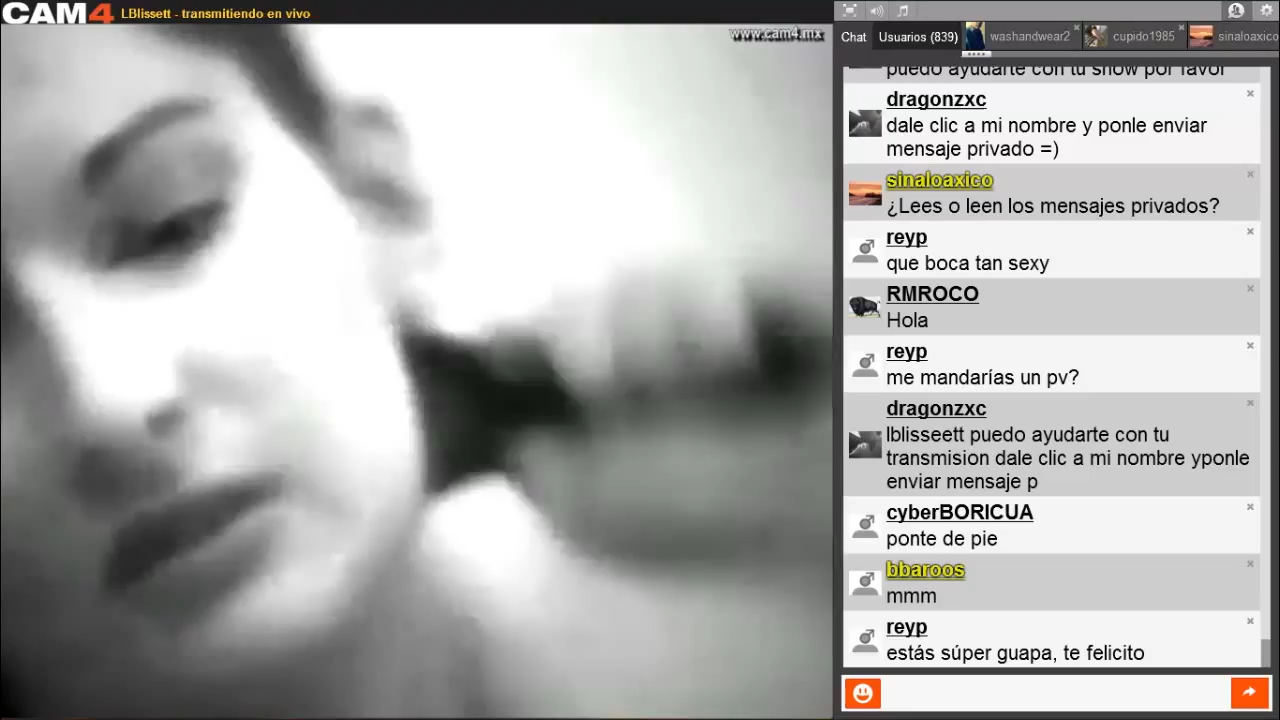 CAM4 LBlissett - transmitiendo en vivo
www.cam4.mx
Chat Usuarios (839) washandwear2 cupido1985 sinaloaxico
puedo ayudarte con tu show por favor
dragonzxc
dale clic a mi nombre y ponle enviar
mensaje privado =)
sinaloaxico
¿Lees o leen los mensajes privados?
reyp
que boca tan sexy
RMROCO
Hola
reyp
me mandarías un pv?
dragonzxc
lblisseett puedo ayudarte con tu
transmision dale clic a mi nombre yponle
enviar mensaje p
cyberBORICUA
ponte de pie
bbaroos
mmm
reyp
estás súper guapa, te felicito